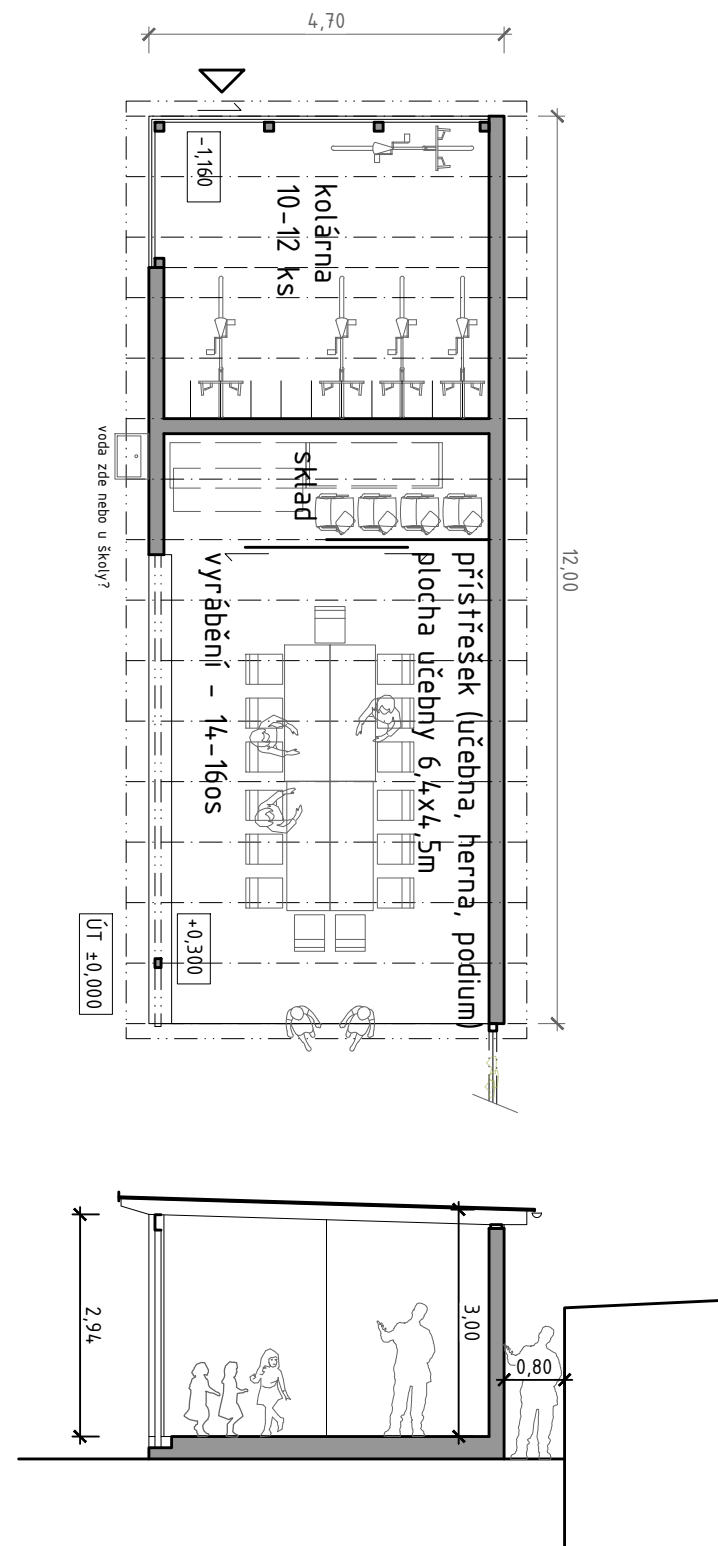 4,70
-1,160
kolárna
10-12 ks
12,00
sklad
voda zde nebo u školy?
přístřešek (učebna, herna, podium)
plocha učebny 6,4x4,5m
vyrábění - 14-16os
+0,300
ÚT ±0,000
2,94
3,00
0,80